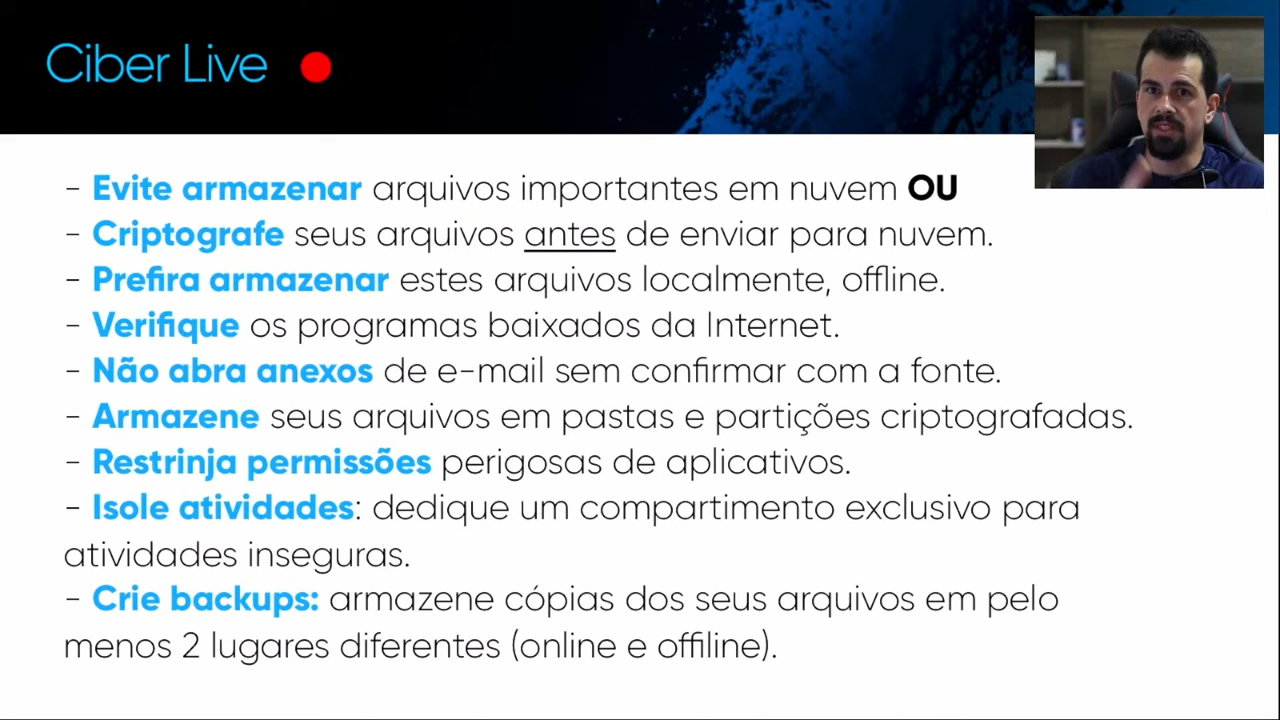 Ciber Live
- Evite armazenar arquivos importantes em nuvem OU
- Criptografe seus arquivos antes de enviar para nuvem.
- Prefira armazenar estes arquivos localmente, offline.
- Verifique os programas baixados da Internet.
- Não abra anexos de e-mail sem confirmar com a fonte.
- Armazene seus arquivos em pastas e partições criptografadas.
- Restrinja permissões perigosas de aplicativos.
- Isole atividades: dedique um compartimento exclusivo para
atividades inseguras.
- Crie backups: armazene cópias dos seus arquivos em pelo
menos 2 lugares diferentes (online e offiline).